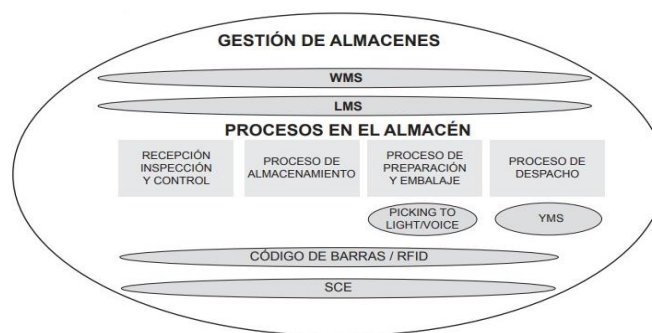 GESTIÓN DE ALMACENES
WMS
LMS
PROCESOS EN EL ALMACÉN
RECEPCIÓN
INSPECCIÓN
Y CONTROL
PROCESO DE
ALMACENAMIENTO
PROCESO DE
PREPARACIÓN
Y EMBALAJE
PROCESO DE
DESPACHO
PICKING TO
LIGHT/VOICE
YMS
CÓDIGO DE BARRAS / RFID
SCE